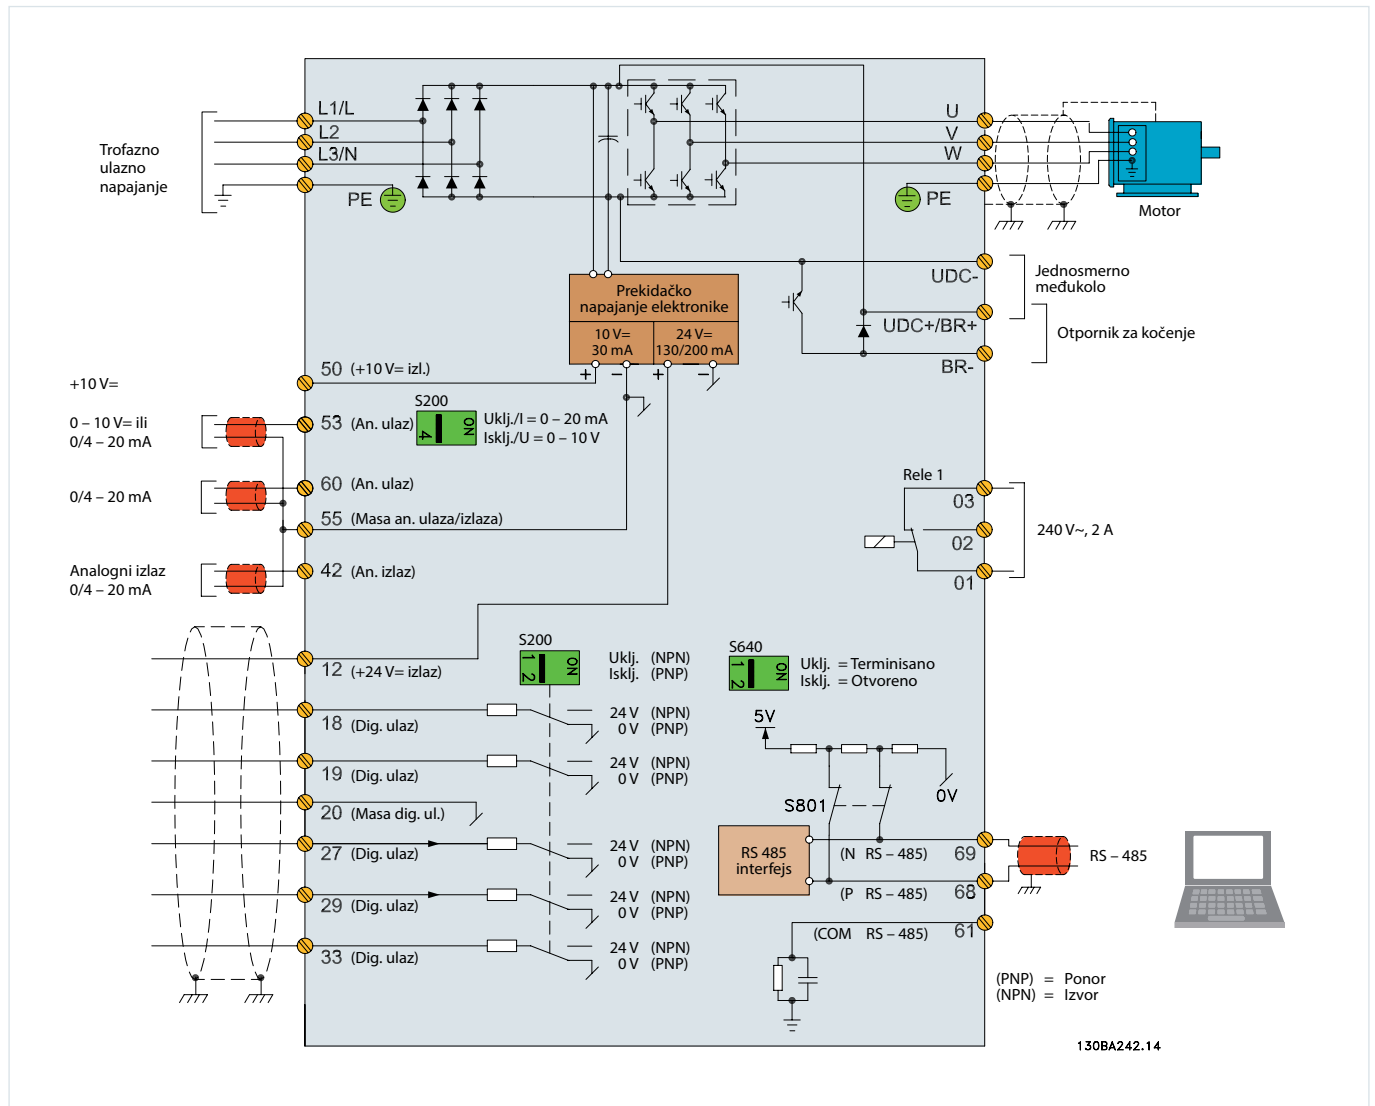 Trofazno
ulazno
napajanje
L1/L
L2
L3/N
PE
U
V
W
PE
Motor
UDC-
Jednosmerno
međukolo
UDC+/BR+
Otpornik za kočenje
BR-
Prekidačko
napajanje elektronike
10 V=
30 mA
24 V=
130/200 mA
+ − + −
+10 V=
50 (+10 V= izl.)
0 – 10 V= ili
0/4 – 20 mA
53 (An. ulaz)
S200
ON
4
Uklj./I = 0 – 20 mA
Isklj./U = 0 – 10 V
0/4 – 20 mA
60 (An. ulaz)
55 (Masa an. ulaza/izlaza)
Analogni izlaz
0/4 – 20 mA
42 (An. izlaz)
Rele 1
03
02
01
240 V~, 2 A
12 (+24 V= izlaz)
S200
ON
1 2
Uklj. (NPN)
Isklj. (PNP)
S640
ON
1 2
Uklj. = Terminisano
Isklj. = Otvoreno
18 (Dig. ulaz)
24 V (NPN)
0 V (PNP)
19 (Dig. ulaz)
24 V (NPN)
0 V (PNP)
20 (Masa dig. ul.)
27 (Dig. ulaz)
24 V (NPN)
0 V (PNP)
29 (Dig. ulaz)
24 V (NPN)
0 V (PNP)
33 (Dig. ulaz)
24 V (NPN)
0 V (PNP)
5V
0V
S801
RS 485
interfejs
(N RS – 485) 69
(P RS – 485) 68
(COM RS – 485) 61
RS – 485
(PNP) = Ponor
(NPN) = Izvor
130BA242.14